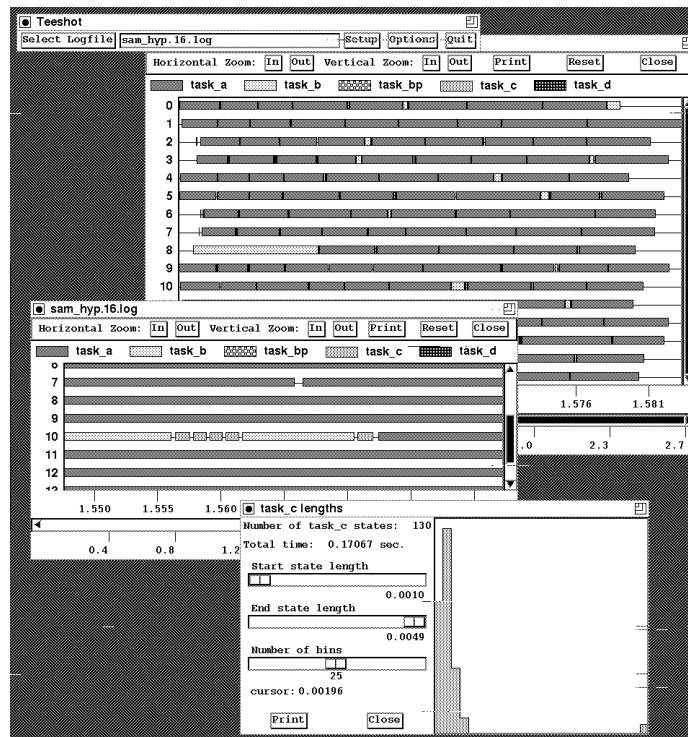 Teeshot
Select Logfile sam_hyp.16.log Setup Options Quit
Horizontal Zoom: In Out Vertical Zoom: In Out Print Reset Close
task_a task_b task_bp task_c task_d
0
1
2
3
4
5
6
7
8
9
10
1.576 1.581
.0 2.3 2.7
sam_hyp.16.log
Horizontal Zoom: In Out Vertical Zoom: In Out Print Reset Close
task_a task_b task_bp task_c task_d
7
8
9
10
11
12
1.550 1.555 1.560
0.4 0.8 1.2
task_c lengths
Number of task_c states: 130
Total time: 0.17067 sec.
Start state length
0.0010
End state length
0.0049
Number of bins
25
cursor: 0.00196
Print Close